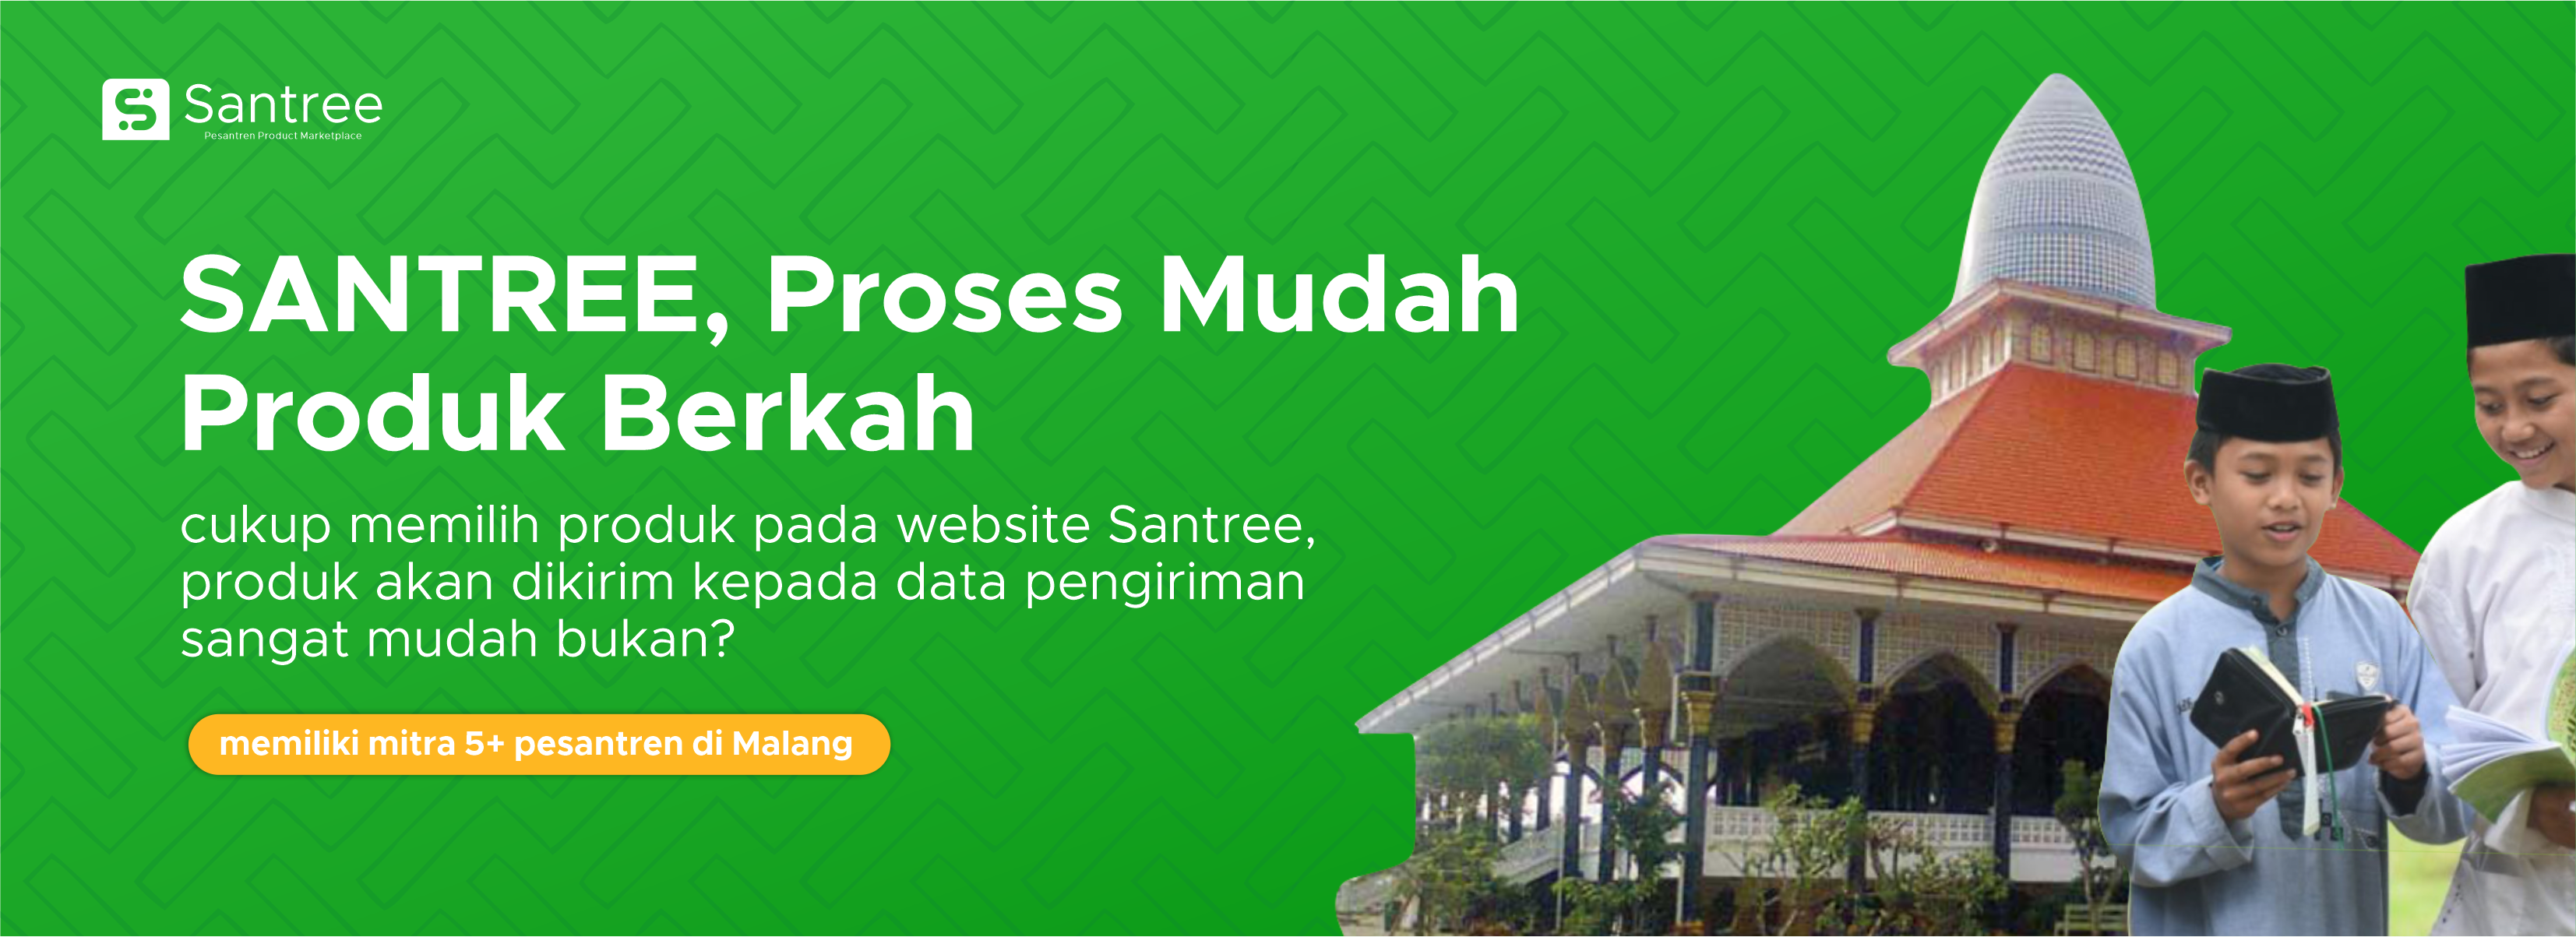 Santree
Pesantren Product Marketplace
SANTREE, Proses Mudah
Produk Berkah
cukup memilih produk pada website Santree,
produk akan dikirim kepada data pengiriman
sangat mudah bukan?
memiliki mitra 5+ pesantren di Malang